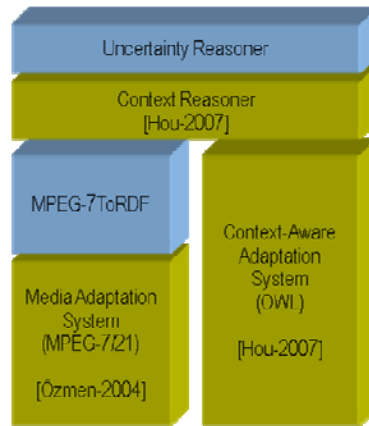 Uncertainty Reasoner
Context Reasoner
[Hou-2007]
MPEG-7ToRDF
Media Adaptation
System
(MPEG-7/21)
[Özmen-2004]
Context-Aware
Adaptation
System
(OWL)
[Hou-2007]